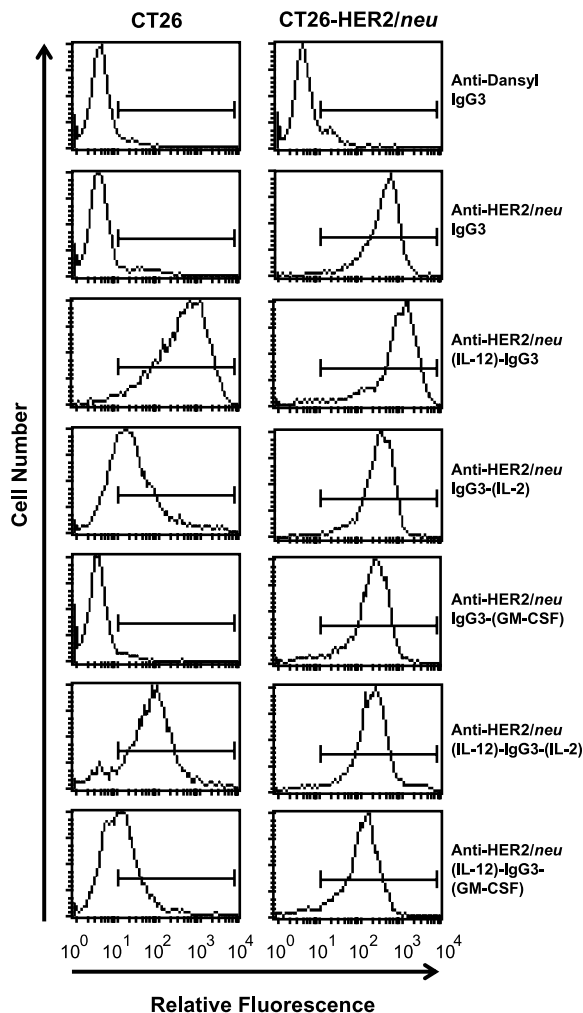 CT26
CT26-HER2/neu
Anti-Dansyl
IgG3
Anti-HER2/neu
IgG3
Anti-HER2/neu
(IL-12)-IgG3
Anti-HER2/neu
IgG3-(IL-2)
Anti-HER2/neu
IgG3-(GM-CSF)
Anti-HER2/neu
(IL-12)-IgG3-(IL-2)
Anti-HER2/neu
(IL-12)-IgG3-
(GM-CSF)
Cell Number
10⁰ 10¹ 10² 10³ 10⁴
10⁰ 10¹ 10² 10³ 10⁴
Relative Fluorescence